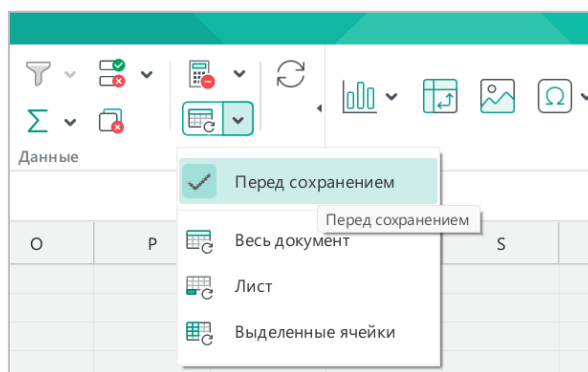 Данные
Перед сохранением
Перед сохранением
Весь документ
Лист
Выделенные ячейки
O P S